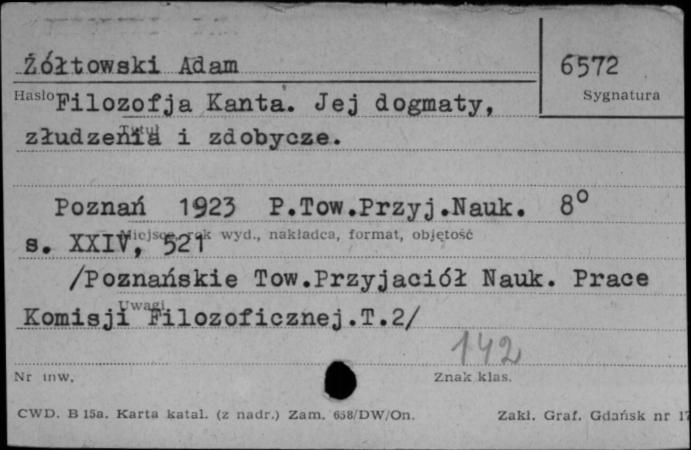 Żółtowski Adam
6572
Hasło
Sygnatura
Filozofja Kanta. Jej dogmaty,
Tytuł
złudzenia i zdobycze.
Poznań 1923 P.Tow.Przyj.Nauk. 8°
Miejsce, rok wyd., nakładca, format, objętość
s. XXIV, 521
/Poznańskie Tow.Przyjaciół Nauk. Prace
Uwagi
Komisji Filozoficznej.T.2/
142
Nr inw.
Znak klas.
CWD. B 15a. Karta katal. (z nadr.) Zam. 658/DW/On.
Zakł. Graf. Gdańsk nr